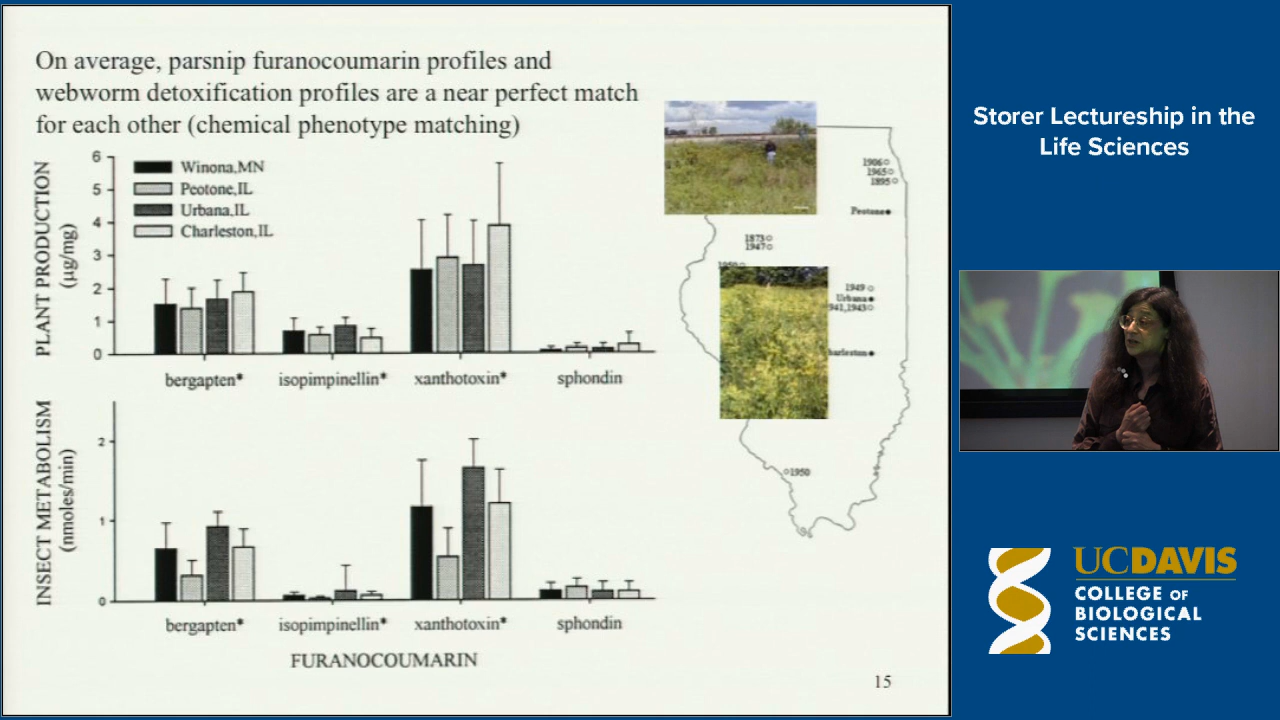 On average, parsnip furanocoumarin profiles and
webworm detoxification profiles are a near perfect match
for each other (chemical phenotype matching)
PLANT PRODUCTION
(µg/mg)
6
5
4
3
2
1
0
Winona,MN
Peotone,IL
Urbana,IL
Charleston,IL
bergapten*
isopimpinellin*
xanthotoxin*
sphondin
INSECT METABOLISM
(nmoles/min)
2
1
0
bergapten*
isopimpinellin*
xanthotoxin*
sphondin
FURANOCOUMARIN
1906
1965
1895
Peotone
1873
1947
1949
Urbana
941,1943
harleston
1950
15
Storer Lectureship in the
Life Sciences
UCDAVIS
COLLEGE OF
BIOLOGICAL
SCIENCES